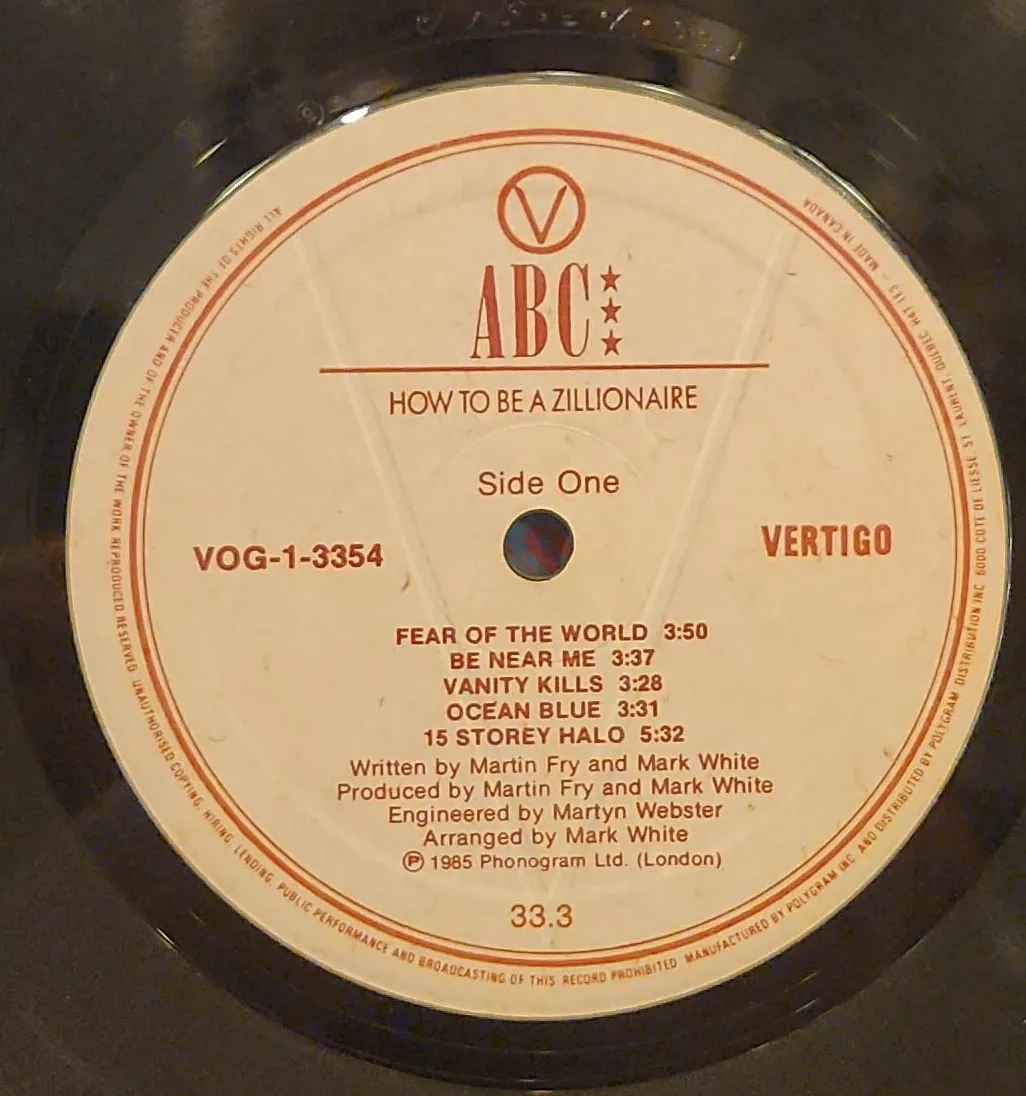 V
ABC
HOW TO BE A ZILLIONAIRE
Side One
VOG-1-3354
VERTIGO
FEAR OF THE WORLD 3:50
BE NEAR ME 3:37
VANITY KILLS 3:28
OCEAN BLUE 3:31
15 STOREY HALO 5:32
Written by Martin Fry and Mark White
Produced by Martin Fry and Mark White
Engineered by Martyn Webster
Arranged by Mark White
℗ 1985 Phonogram Ltd. (London)
33.3
ALL RIGHTS OF THE PRODUCER AND OF THE OWNER OF THE WORK REPRODUCED RESERVED UNAUTHORISED COPYING, HIRING, LENDING, PUBLIC PERFORMANCE AND BROADCASTING OF THIS RECORD PROHIBITED MANUFACTURED BY POLYGRAM INC AND DISTRIBUTED BY POLYGRAM DISTRIBUTION INC 6000 COTE DE LIESSE, ST LAURENT, QUEBEC, H4T 1E3 — MADE IN CANADA